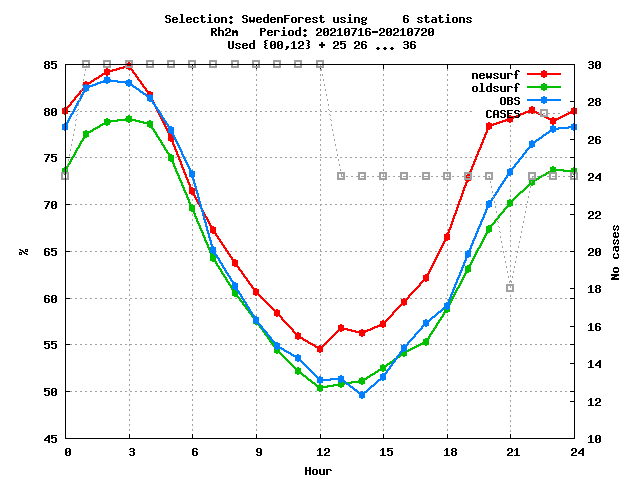 Selection: SwedenForest using     6 stations
Rh2m   Period: 20210716-20210720
Used {00,12} + 25 26 ... 36
newsurf
oldsurf
OBS
CASES
85
80
75
70
65
60
55
50
45
%
30
28
26
24
22
20
18
16
14
12
10
No cases
0 3 6 9 12 15 18 21 24
Hour